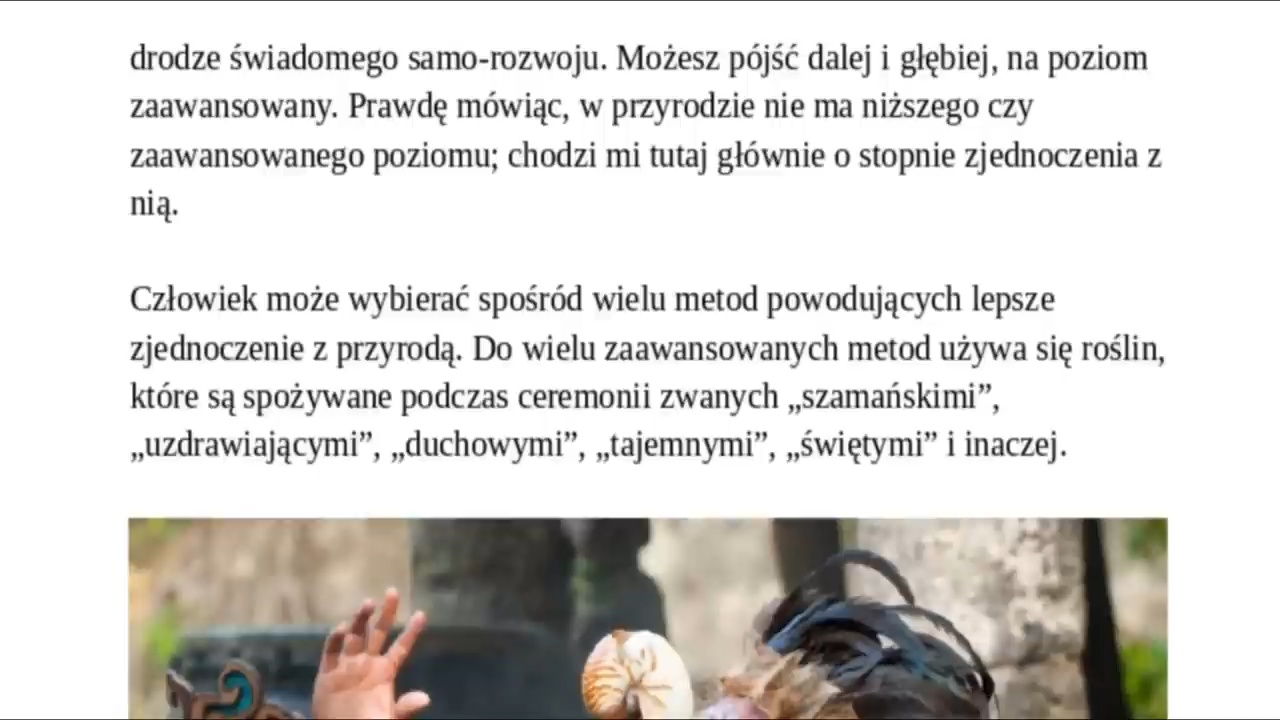 drodze świadomego samo-rozwoju. Możesz pójść dalej i głębiej, na poziom
zaawansowany. Prawdę mówiąc, w przyrodzie nie ma niższego czy
zaawansowanego poziomu; chodzi mi tutaj głównie o stopnie zjednoczenia z
nią.
Człowiek może wybierać spośród wielu metod powodujących lepsze
zjednoczenie z przyrodą. Do wielu zaawansowanych metod używa się roślin,
które są spożywane podczas ceremonii zwanych „szamańskimi”,
„uzdrawiającymi”, „duchowymi”, „tajemnymi”, „świętymi” i inaczej.